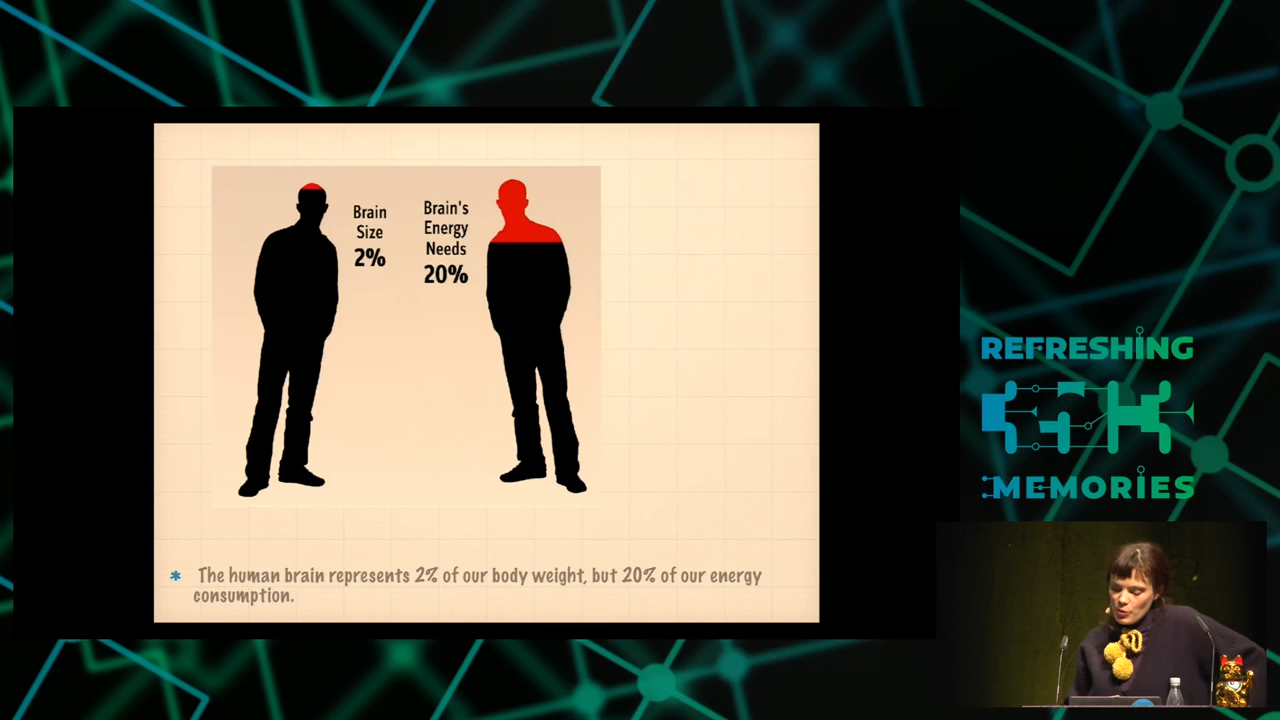 Brain
Size
2%
Brain's
Energy
Needs
20%
* The human brain represents 2% of our body weight, but 20% of our energy
consumption.
REFRESHING
35C3
MEMORIES